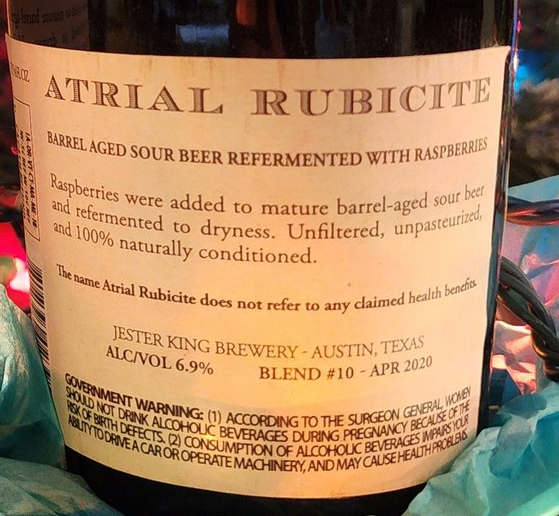 ATRIAL RUBICITE
BARREL AGED SOUR BEER REFERMENTED WITH RASPBERRIES
Raspberries were added to mature barrel-aged sour beer
and refermented to dryness. Unfiltered, unpasteurized,
and 100% naturally conditioned.
The name Atrial Rubicite does not refer to any claimed health benefits.
JESTER KING BREWERY - AUSTIN, TEXAS
ALC/VOL 6.9% BLEND #10 - APR 2020
GOVERNMENT WARNING: (1) ACCORDING TO THE SURGEON GENERAL, WOMEN
SHOULD NOT DRINK ALCOHOLIC BEVERAGES DURING PREGNANCY BECAUSE OF THE
RISK OF BIRTH DEFECTS. (2) CONSUMPTION OF ALCOHOLIC BEVERAGES IMPAIRS YOUR
ABILITY TO DRIVE A CAR OR OPERATE MACHINERY, AND MAY CAUSE HEALTH PROBLEMS.